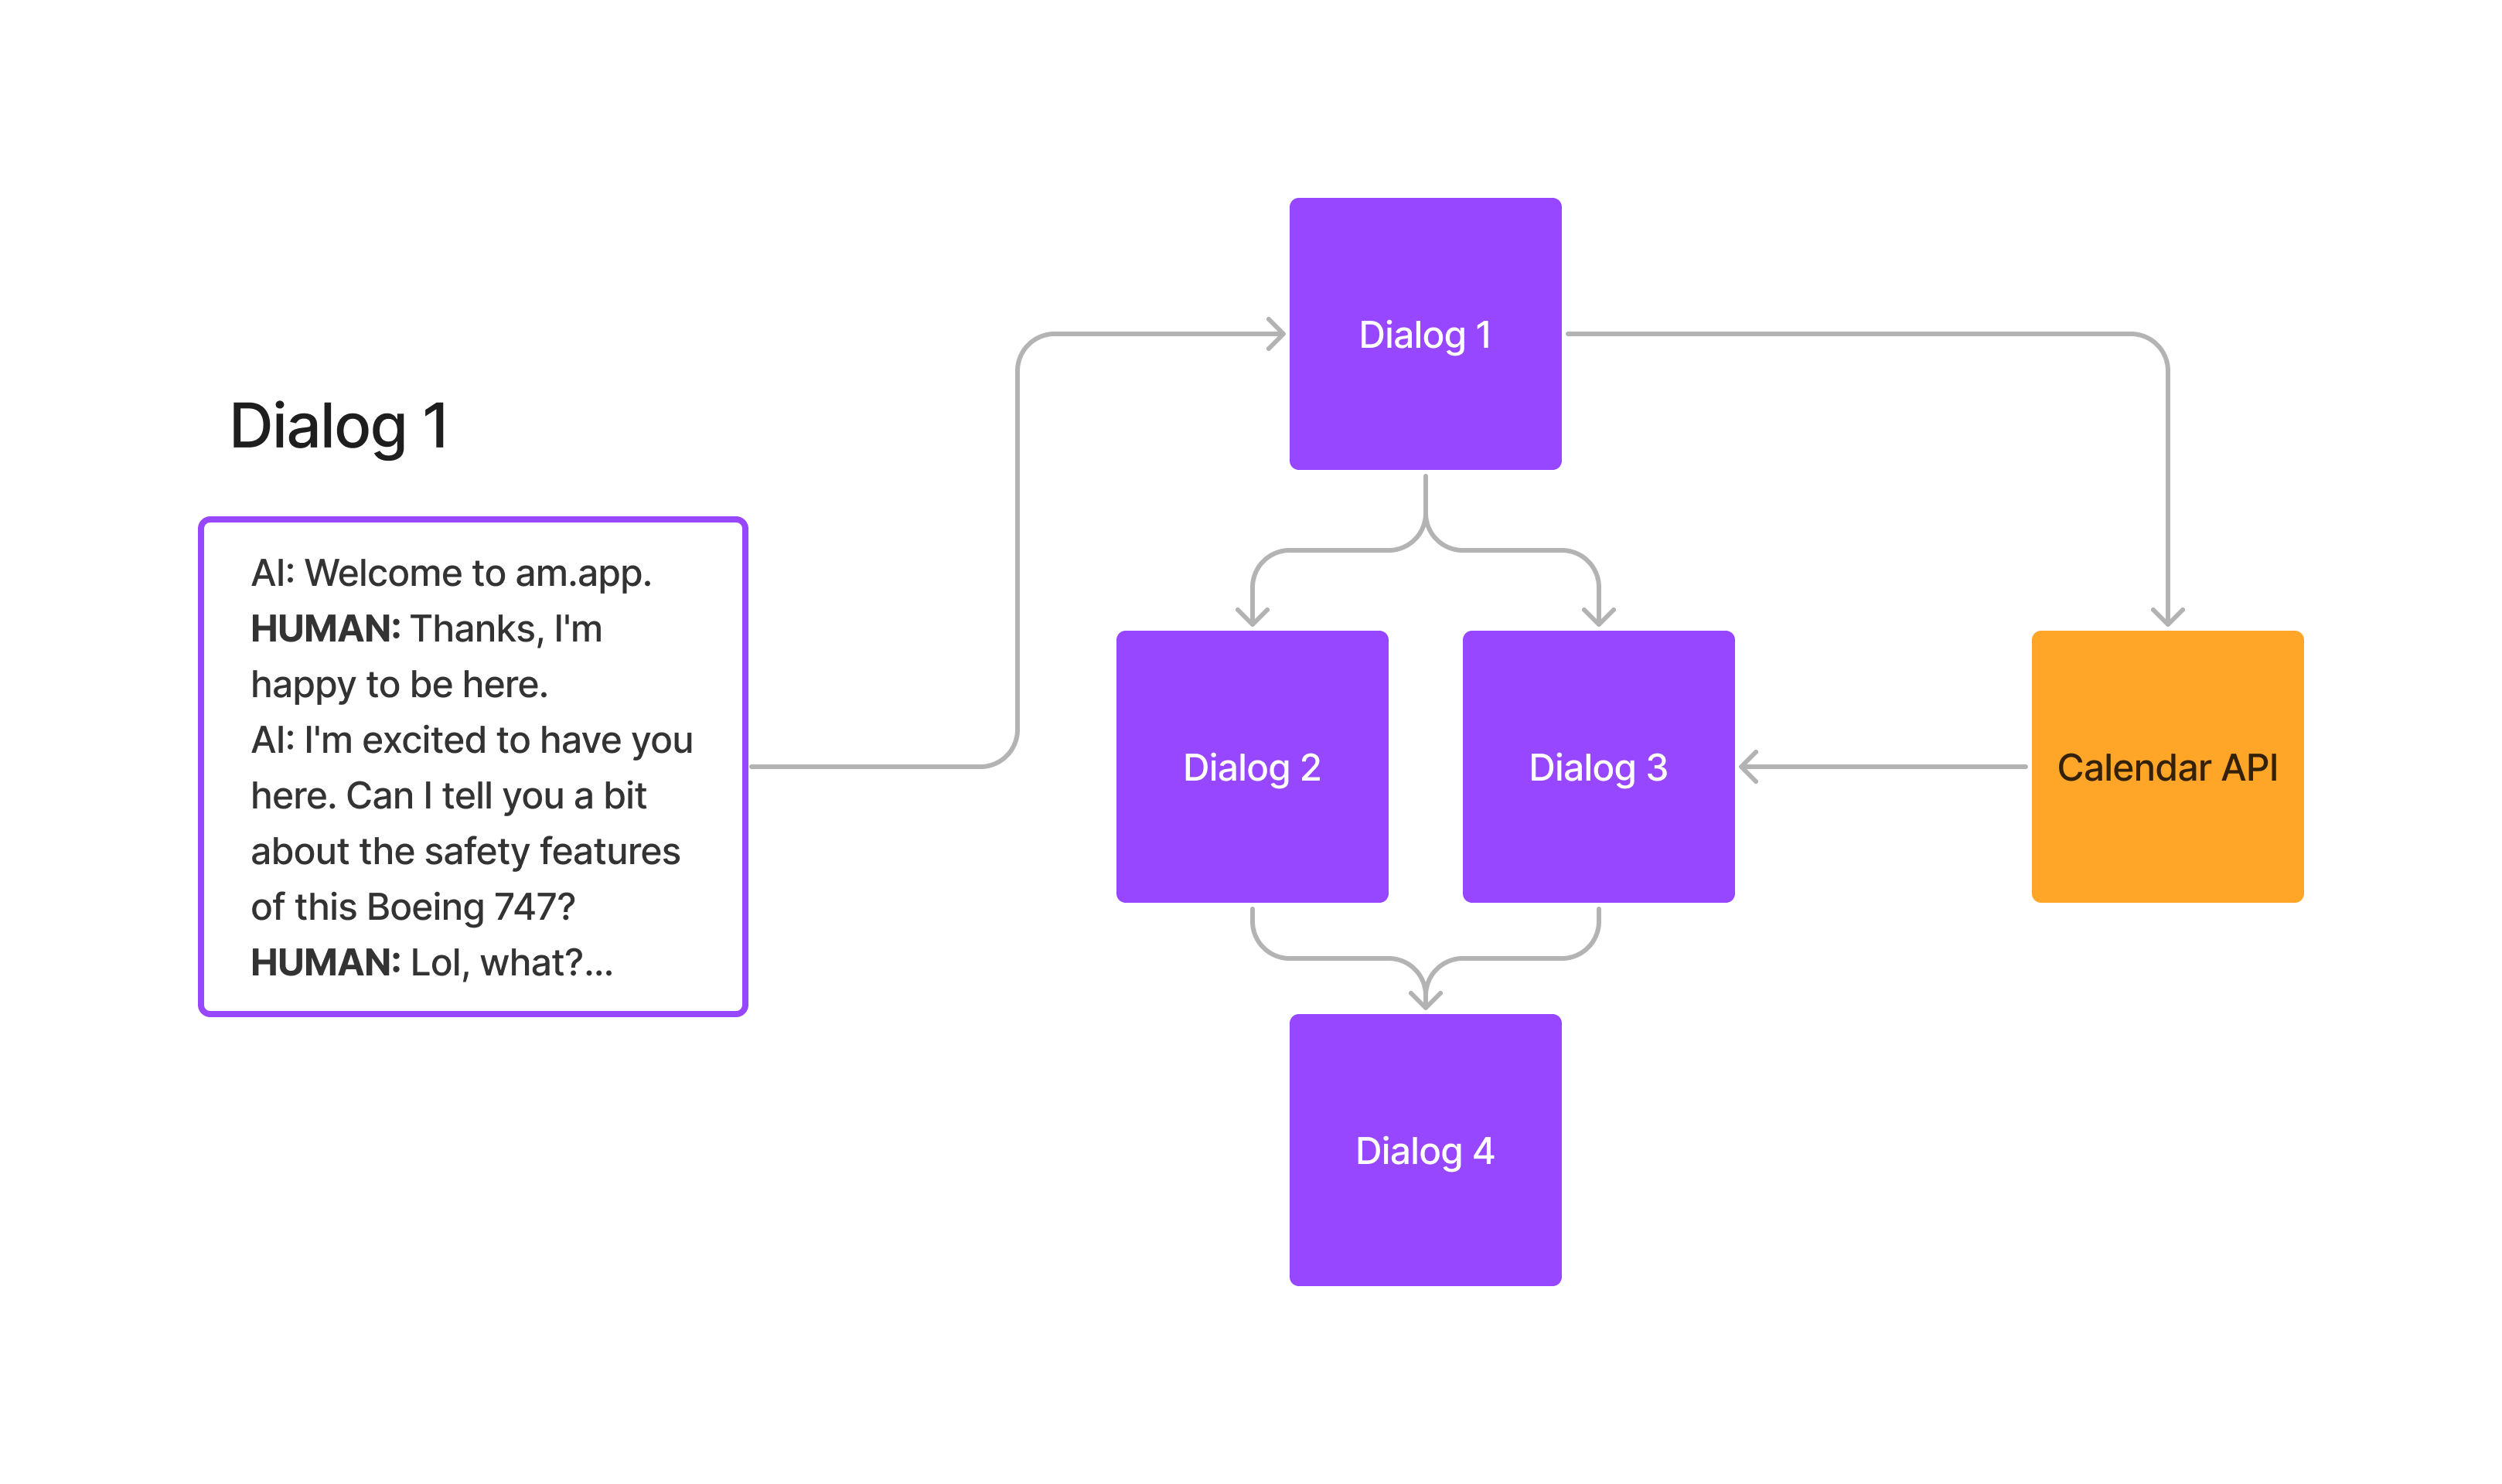 Dialog 1
AI: Welcome to am.app.
HUMAN: Thanks, I'm
happy to be here.
AI: I'm excited to have you
here. Can I tell you a bit
about the safety features
of this Boeing 747?
HUMAN: Lol, what?...
Dialog 1
Dialog 2
Dialog 3
Calendar API
Dialog 4